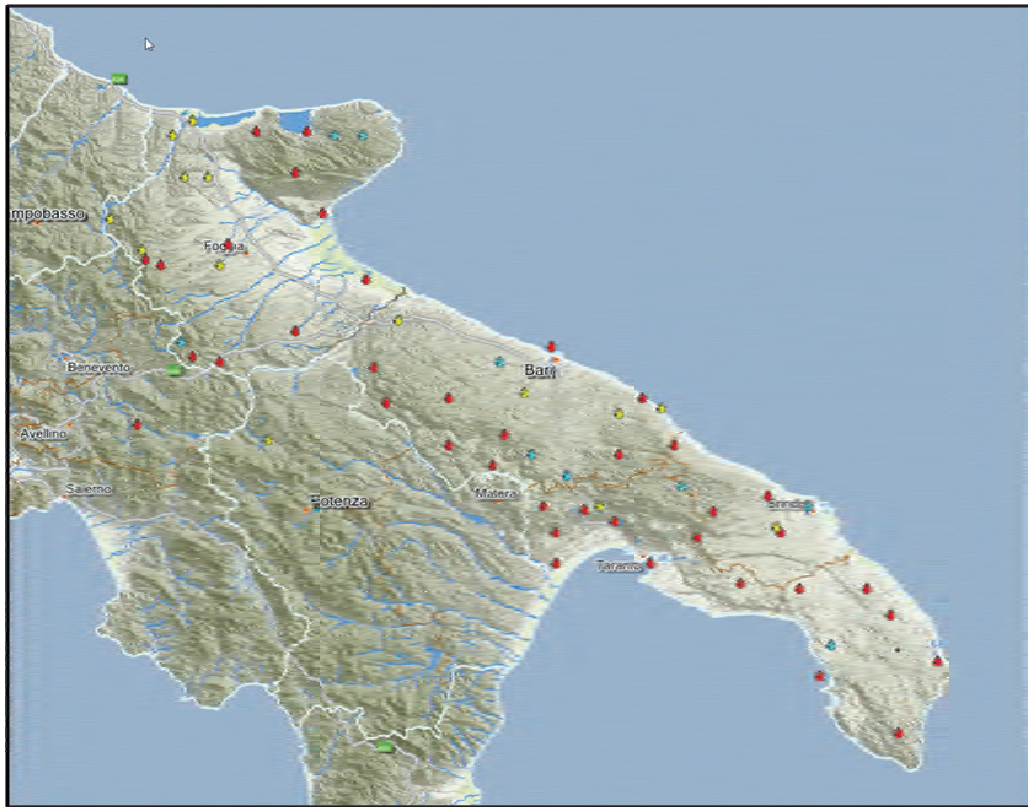 mpobasso
Foggia
Benevento
Bari
Avellino
Salerno
Matera
Potenza
Brindisi
Taranto